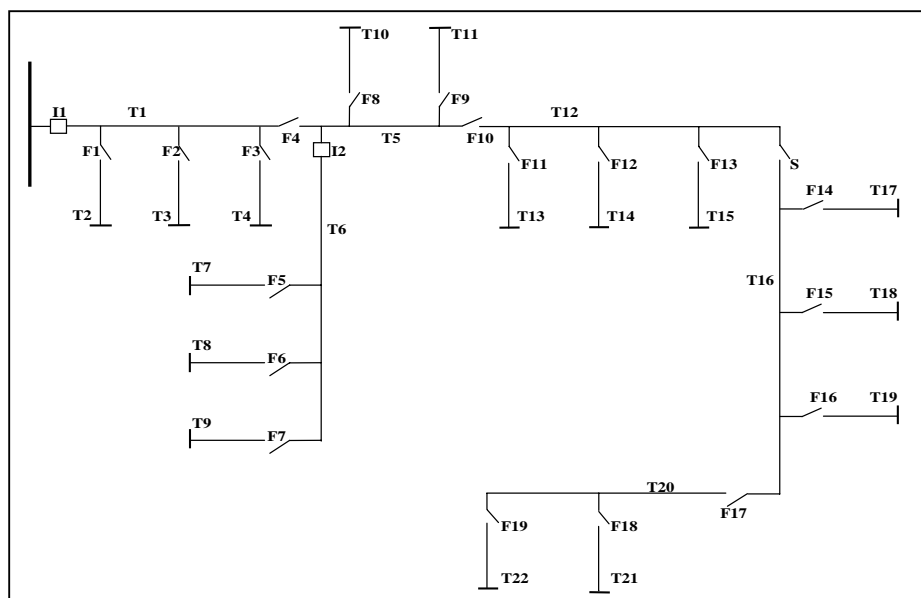 T10 T11
F8 F9
I1 T1 T12
F4 T5 F10
F1 F2 F3 I2 F11 F12 F13 S
F14 T17
T2 T3 T4 T13 T14 T15
T6
T7 F5 T16 F15 T18
T8 F6
T9 F7 F16 T19
T20
F17
F19 F18
T22 T21